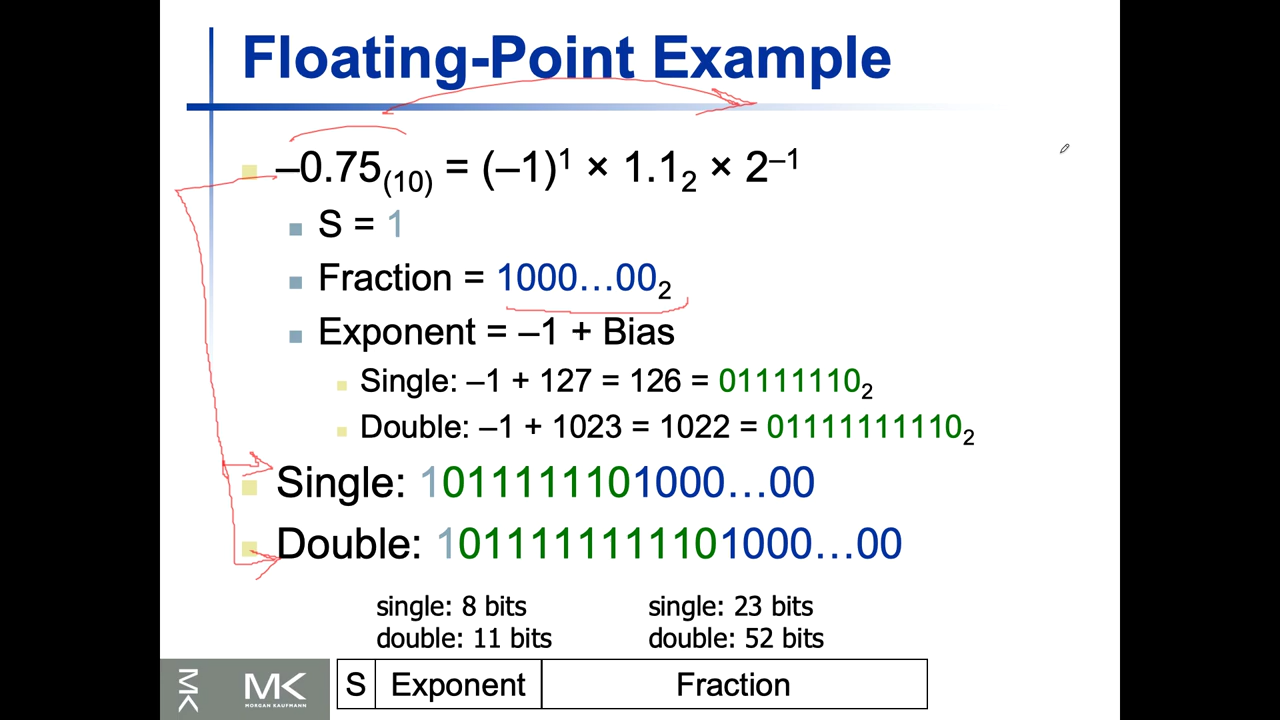 Floating-Point Example
–0.75₍₁₀₎ = (–1)¹ × 1.1₂ × 2⁻¹
S = 1
Fraction = 1000…00₂
Exponent = –1 + Bias
Single: –1 + 127 = 126 = 01111110₂
Double: –1 + 1023 = 1022 = 01111111110₂
Single: 1011111101000…00
Double: 1011111111101000…00
single: 8 bits single: 23 bits
double: 11 bits double: 52 bits
MK MK S Exponent Fraction
MORGAN KAUFMANN